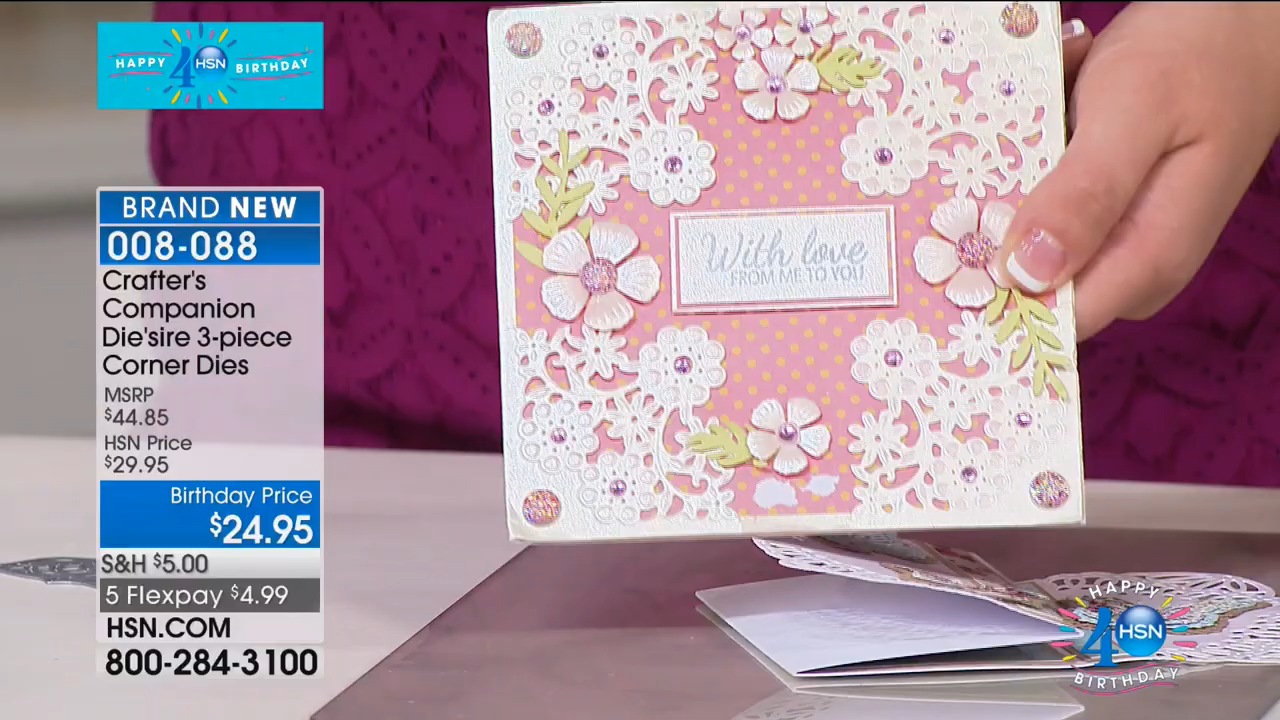 HAPPY 40 HSN BIRTHDAY
BRAND NEW
008-088
Crafter's
Companion
Die'sire 3-piece
Corner Dies
MSRP
$44.85
HSN Price
$29.95
Birthday Price
$24.95
S&H $5.00
5 Flexpay $4.99
HSN.COM
800-284-3100
With love
FROM ME TO YOU
HAPPY
40 HSN
BIRTHDAY